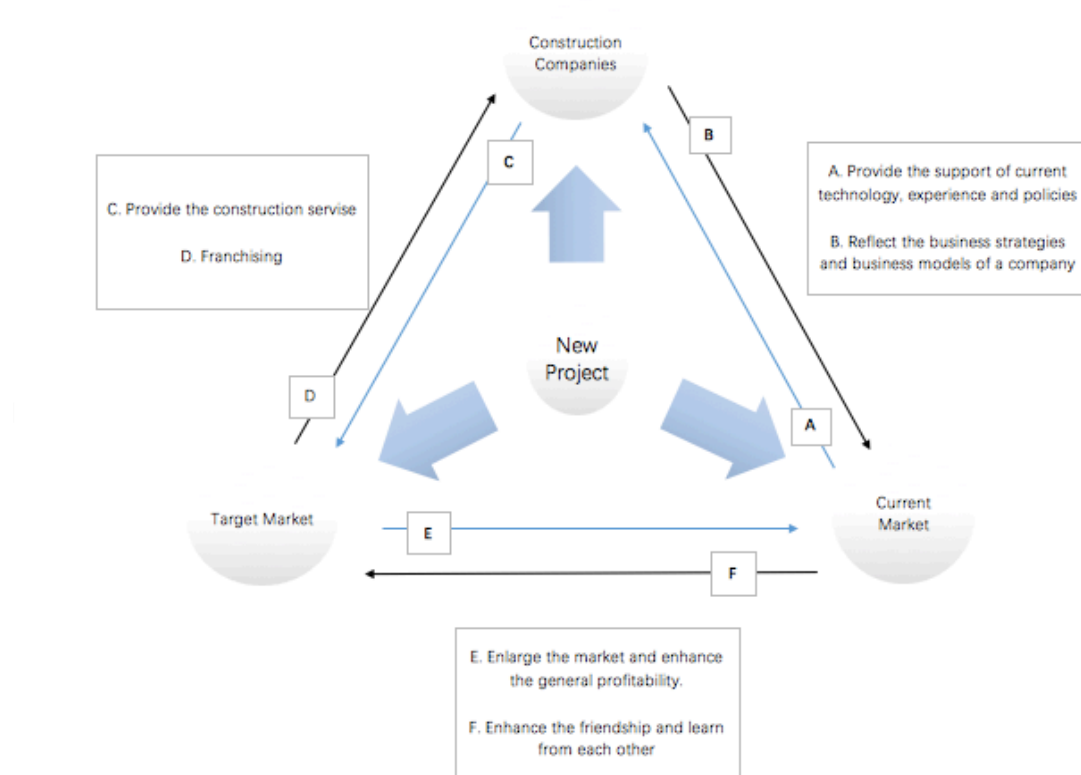 Construction
Companies
B
C
A. Provide the support of current
technology, experience and policies
B. Reflect the business strategies
and business models of a company
C. Provide the construction servise
D. Franchising
New
Project
D
A
Target Market
Current
Market
E
F
E. Enlarge the market and enhance
the general profitability.
F. Enhance the friendship and learn
from each other